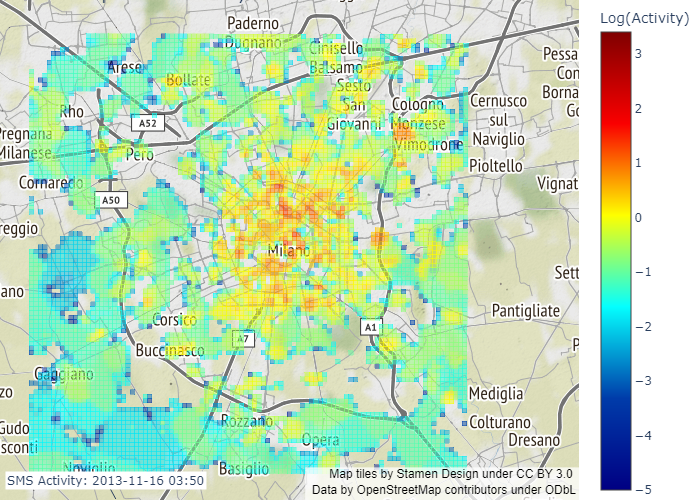 Log(Activity)
3
2
1
0
−1
−2
−3
−4
−5
Paderno
Dugnano
Cinisello
Balsamo
Arese
Bollate
Sesto
San
Giovanni
Rho
A52
Cologno
Monzese
Vimodrone
Cernusco
sul
Naviglio
Pessa
Con
Borna
Go
Pregnana
Milanese
Pero
Pioltello
Cornaredo
A50
Vignat
reggio
Milano
Sett
ano
Corsico
Pantigliate
A7
A1
Buccinasco
P
Gaggiano
zo
Mediglia
Rozzano
Colturano
Gudo
sconti
Opera
Dresano
Noviglio
Basiglio
SMS Activity: 2013-11-16 03:50
Map tiles by Stamen Design under CC BY 3.0
Data by OpenStreetMap contributors under ODbL